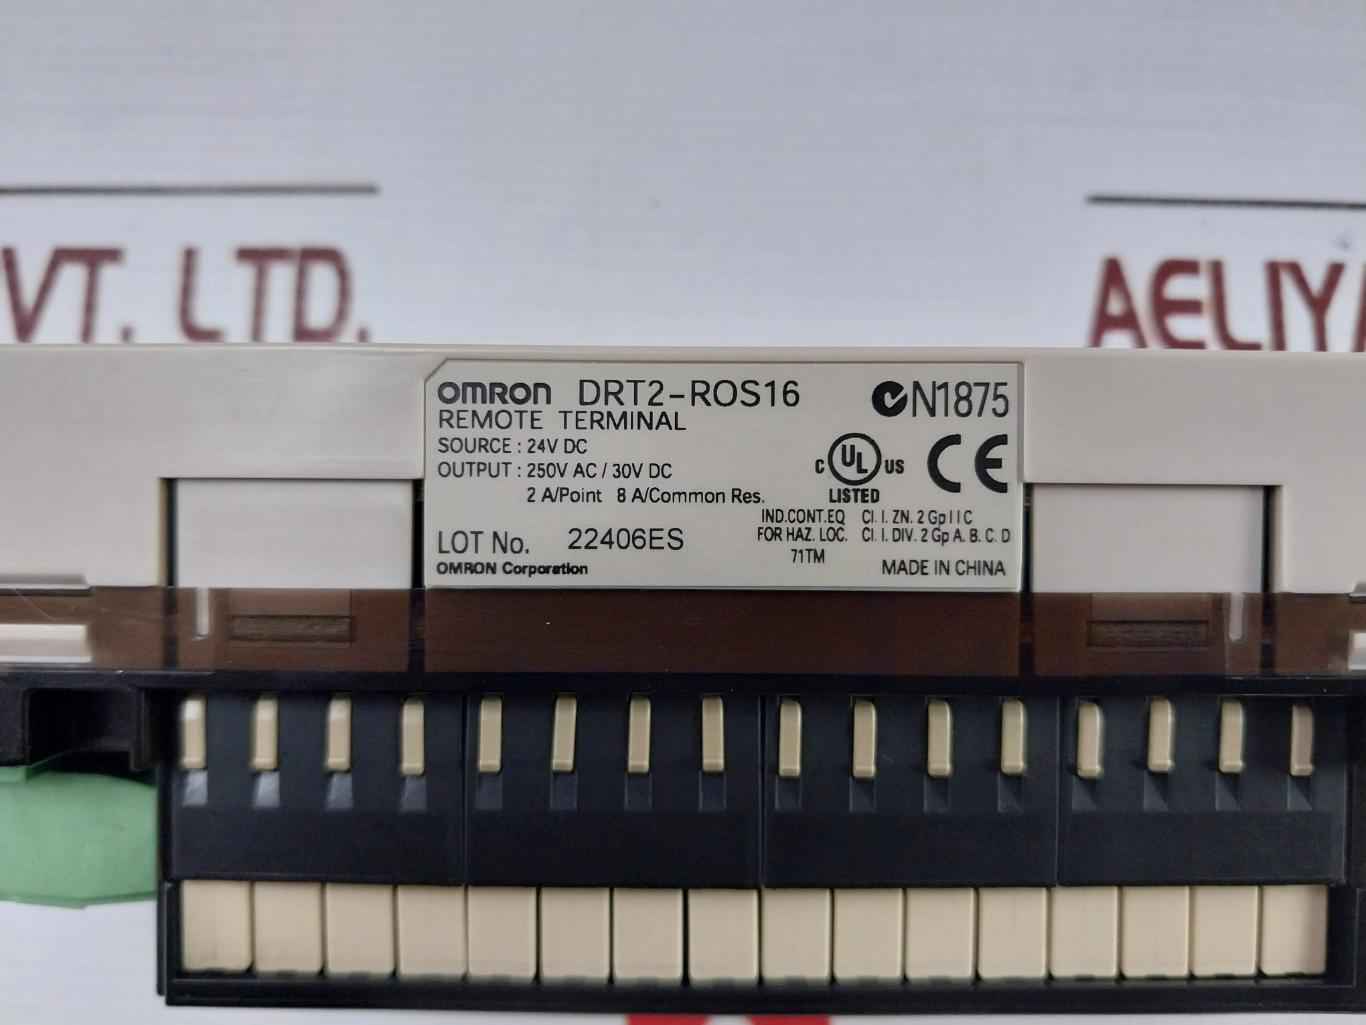 VT. LTD.
AELIYA
OMRON DRT2-ROS16
N1875
REMOTE TERMINAL
SOURCE : 24V DC
OUTPUT : 250V AC / 30V DC
2 A/Point 8 A/Common Res.
C UL US
LISTED
CE
IND.CONT.EQ CI. I. ZN. 2 Gp I I C
FOR HAZ. LOC. CI. I. DIV. 2 Gp A. B. C. D
71TM
LOT No. 22406ES
OMRON Corporation
MADE IN CHINA